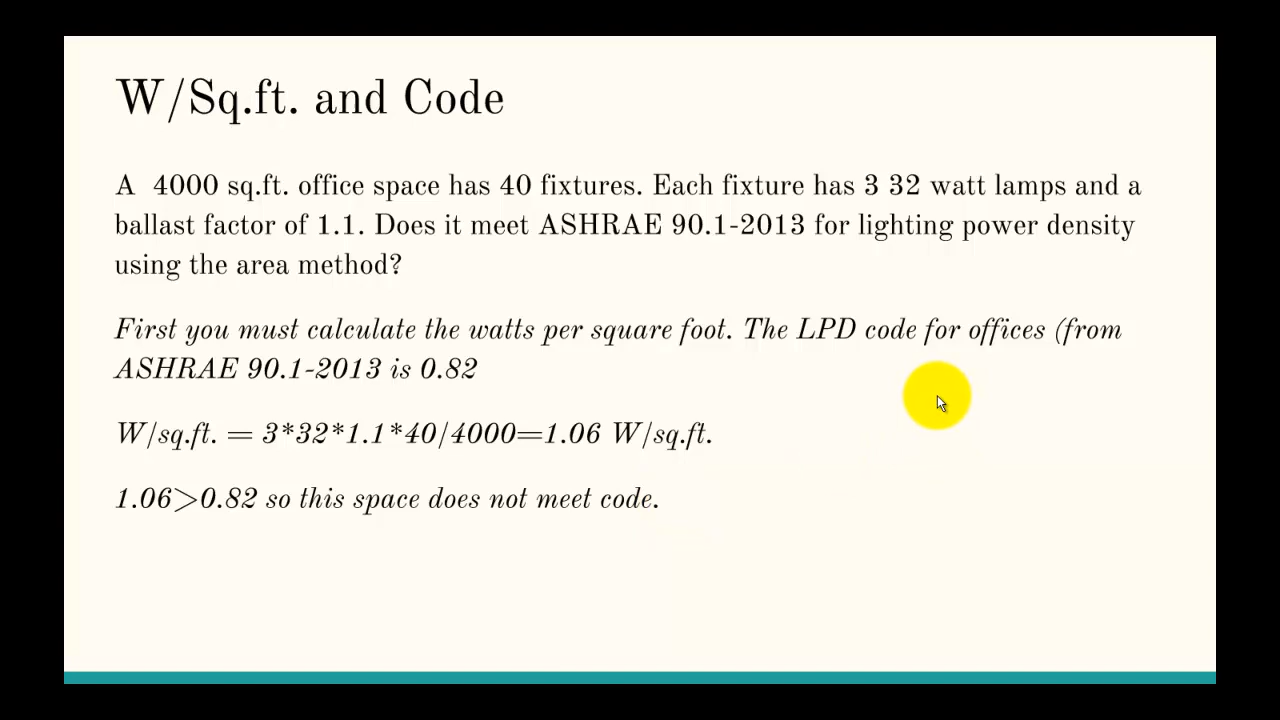 W/Sq.ft. and Code
A 4000 sq.ft. office space has 40 fixtures. Each fixture has 3 32 watt lamps and a
ballast factor of 1.1. Does it meet ASHRAE 90.1-2013 for lighting power density
using the area method?
First you must calculate the watts per square foot. The LPD code for offices (from
ASHRAE 90.1-2013 is 0.82
W/sq.ft. = 3*32*1.1*40/4000=1.06 W/sq.ft.
1.06>0.82 so this space does not meet code.